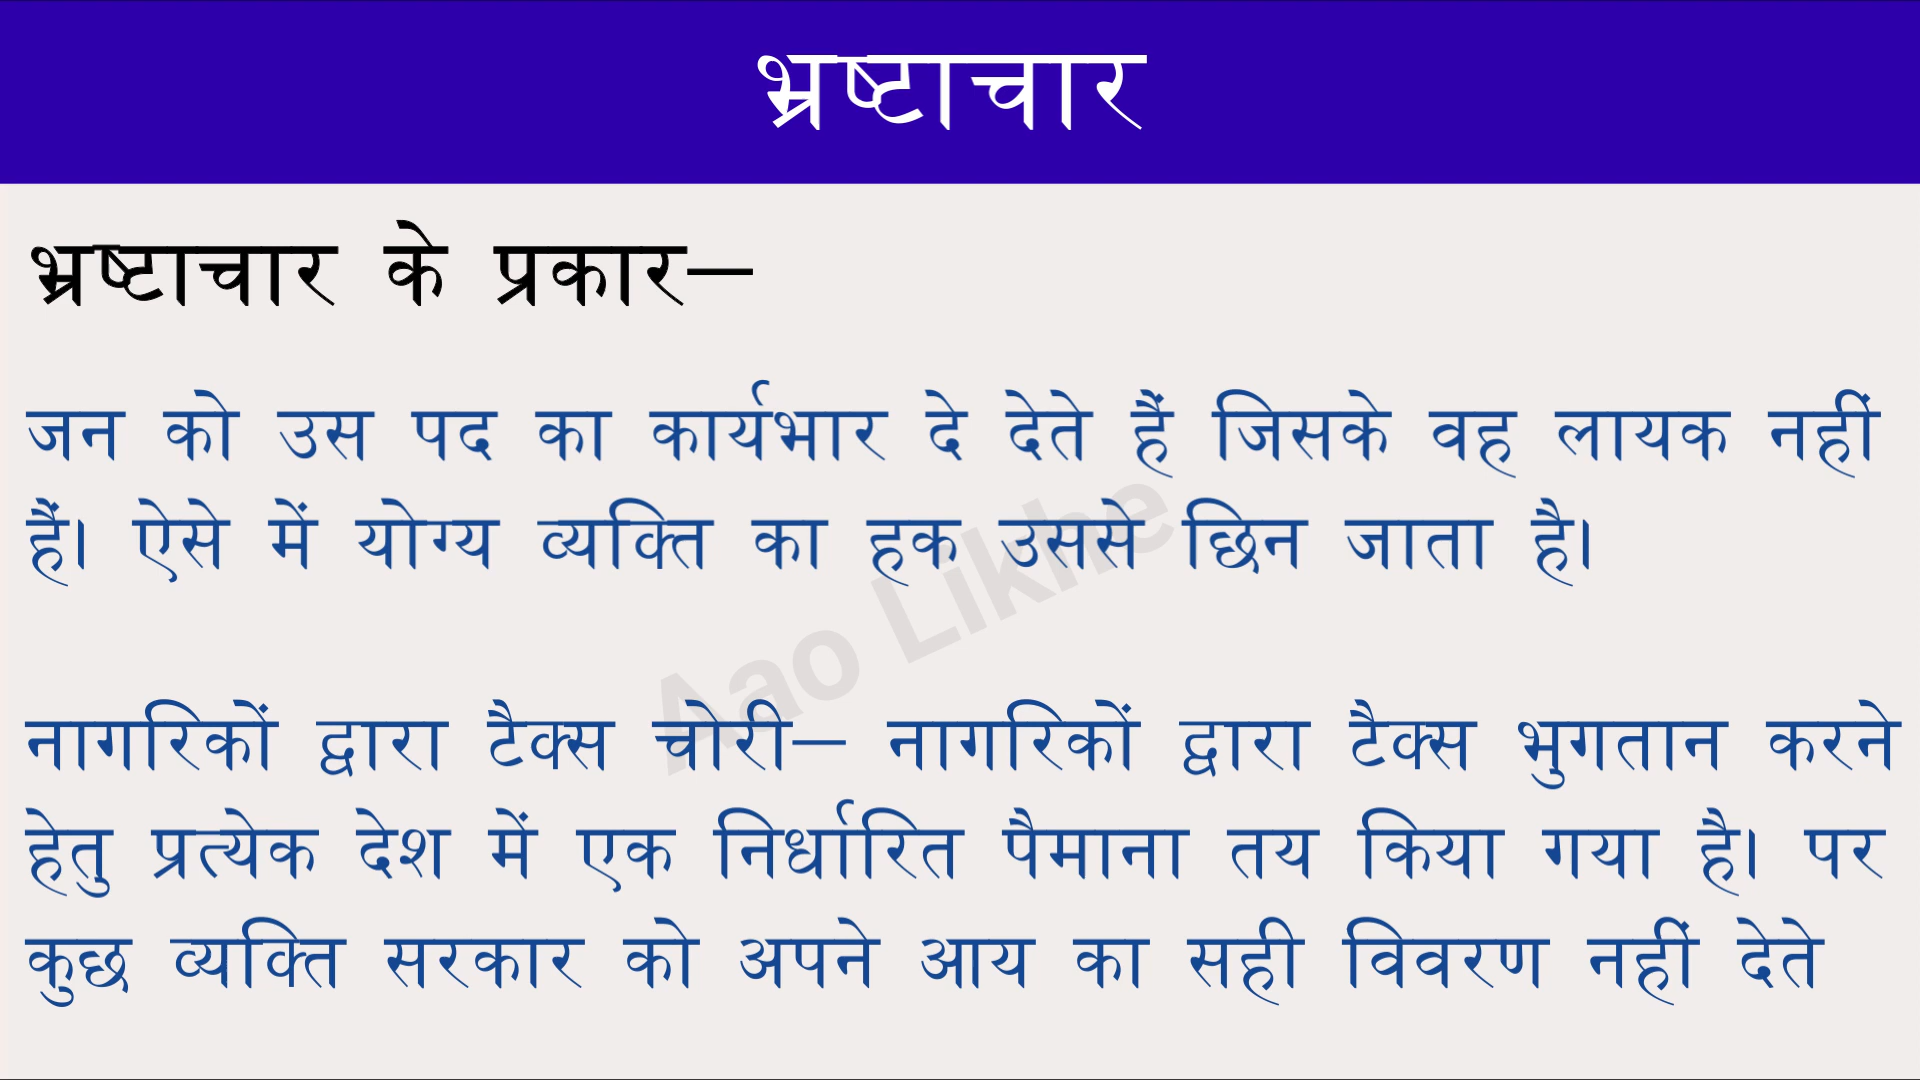 भ्रष्टाचार
भ्रष्टाचार के प्रकार–
जन को उस पद का कार्यभार दे देते हैं जिसके वह लायक नहीं
हैं। ऐसे में योग्य व्यक्ति का हक उससे छिन जाता है।
Aao Likhe
नागरिकों द्वारा टैक्स चोरी– नागरिकों द्वारा टैक्स भुगतान करने
हेतु प्रत्येक देश में एक निर्धारित पैमाना तय किया गया है। पर
कुछ व्यक्ति सरकार को अपने आय का सही विवरण नहीं देते